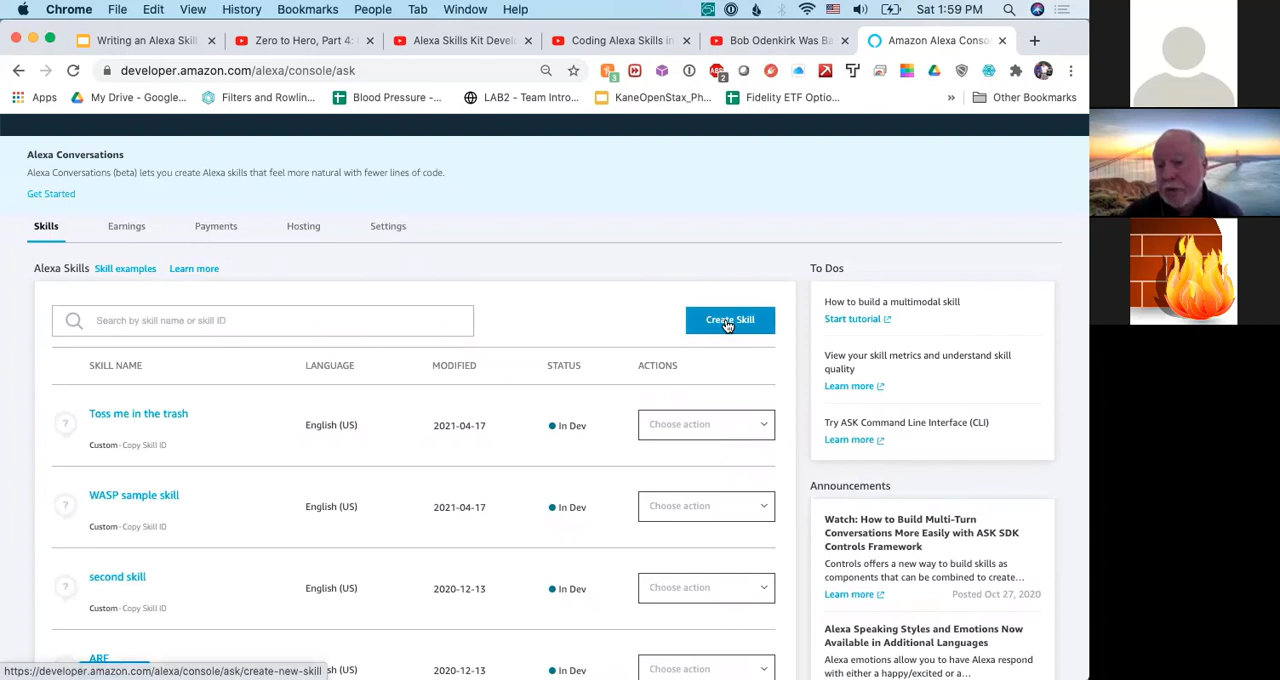 Chrome File Edit View History Bookmarks People Tab Window Help Sat 1:59 PM
Writing an Alexa Skill Zero to Hero, Part 4: Alexa Skills Kit Devel Coding Alexa Skills in Bob Odenkirk Was Ba Amazon Alexa Conso
developer.amazon.com/alexa/console/ask
Apps My Drive - Google... Filters and Rowlin... Blood Pressure -... LAB2 - Team Intro... KaneOpenStax_Ph... Fidelity ETF Optio... » Other Bookmarks
Alexa Conversations
Alexa Conversations (beta) lets you create Alexa skills that feel more natural with fewer lines of code.
Get Started
Skills Earnings Payments Hosting Settings
Alexa Skills Skill examples Learn more
Search by skill name or skill ID
Create Skill
SKILL NAME LANGUAGE MODIFIED STATUS ACTIONS
Toss me in the trash
English (US) 2021-04-17 In Dev Choose action
Custom · Copy Skill ID
WASP sample skill
English (US) 2021-04-17 In Dev Choose action
Custom · Copy Skill ID
second skill
English (US) 2020-12-13 In Dev Choose action
Custom · Copy Skill ID
ARF
sh (US) 2020-12-13 In Dev Choose action
https://developer.amazon.com/alexa/console/ask/create-new-skill
To Dos
How to build a multimodal skill
Start tutorial
View your skill metrics and understand skill
quality
Learn more
Try ASK Command Line Interface (CLI)
Learn more
Announcements
Watch: How to Build Multi-Turn
Conversations More Easily with ASK SDK
Controls Framework
Controls offers a new way to build skills as
components that can be combined to create...
Learn more Posted Oct 27, 2020
Alexa Speaking Styles and Emotions Now
Available in Additional Languages
Alexa emotions allow you to have Alexa respond
with either a happy/excited or a...